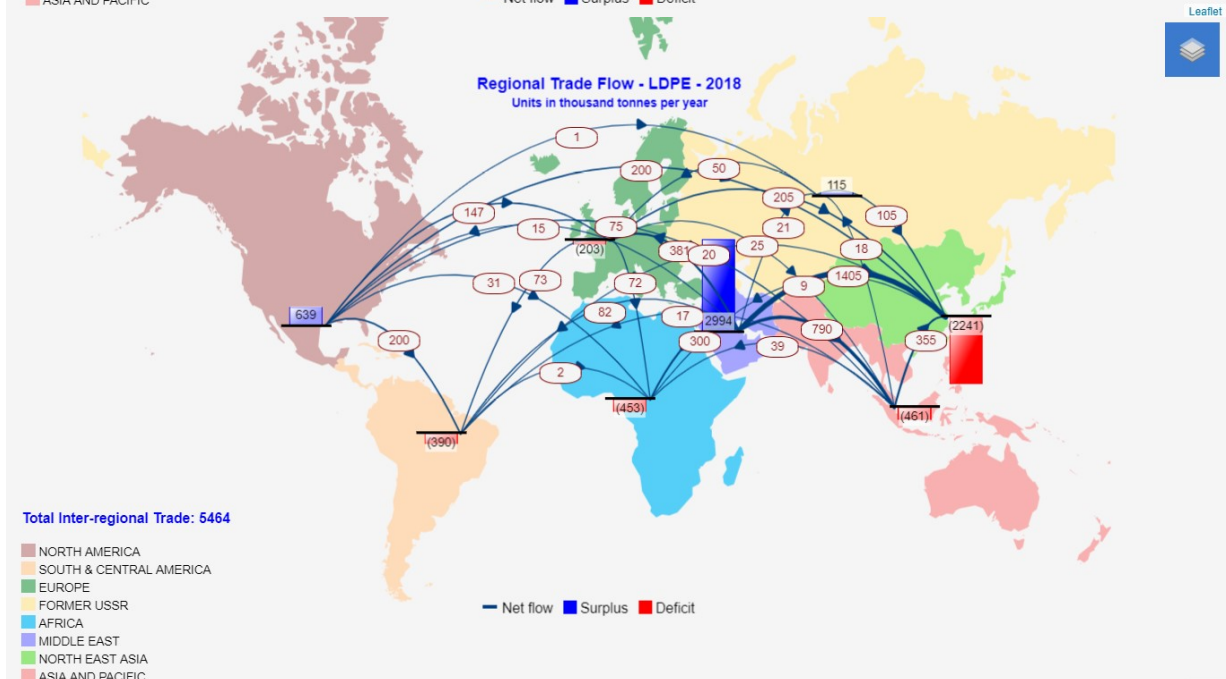 ASIA AND PACIFIC
Net flow Surplus Deficit
Leaflet
Regional Trade Flow - LDPE - 2018
Units in thousand tonnes per year
1
200
50
115
205
147
105
15
75
21
(203)
381
20
25
18
31
73
72
9
1405
639
82
17
2994
790
(2241)
200
300
39
355
2
(453)
(461)
(390)
Total Inter-regional Trade: 5464
NORTH AMERICA
SOUTH & CENTRAL AMERICA
EUROPE
FORMER USSR
AFRICA
MIDDLE EAST
NORTH EAST ASIA
ASIA AND PACIFIC
Net flow Surplus Deficit